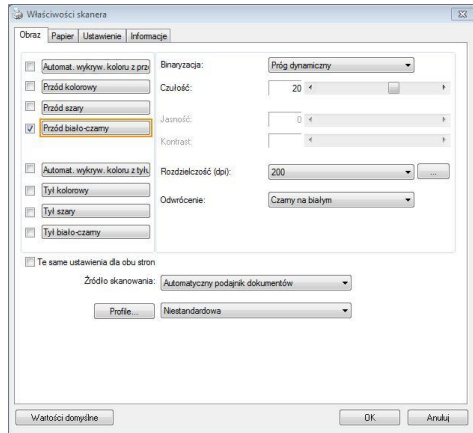 Właściwości skanera
Obraz Papier Ustawienie Informacje
Automat. wykryw. koloru z prz
Binaryzacja: Próg dynamiczny
Przód kolorowy
Czułość: 20
Przód szary
Jasność: 0
Przód biało-czarny
Kontrast:
Automat. wykryw. koloru z tyłu
Rozdzielczość (dpi): 200 ...
Tył kolorowy
Odwrócenie: Czarny na białym
Tył szary
Tył biało-czarny
Te same ustawienia dla obu stron
Źródło skanowania: Automatyczny podajnik dokumentów
Profile... Niestandardowa
Wartości domyślne OK Anuluj